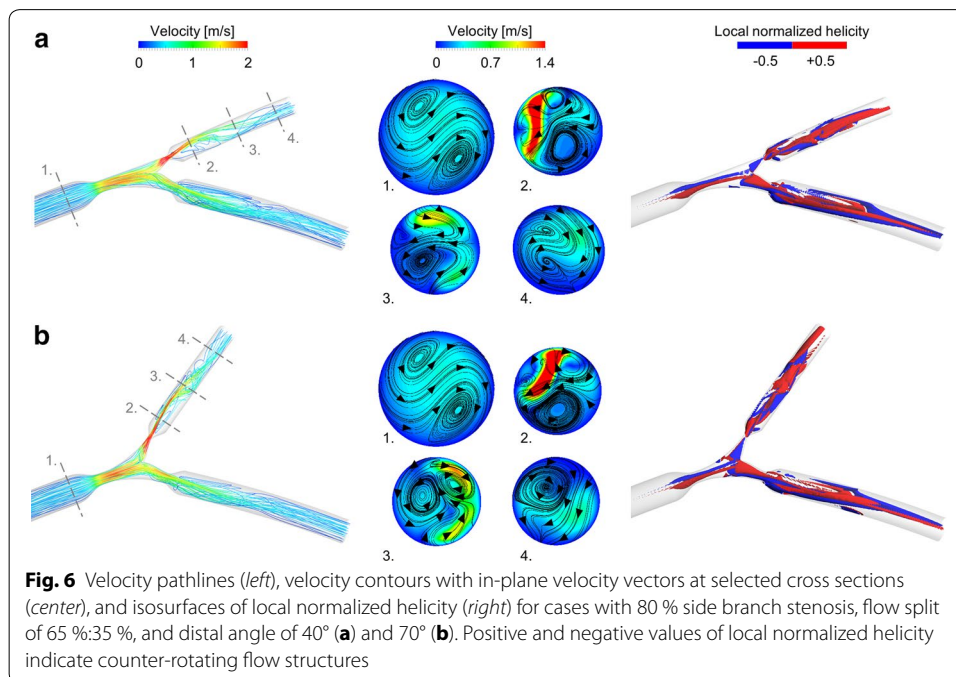 a
Velocity [m/s]
0 1 2
Velocity [m/s]
0 0.7 1.4
Local normalized helicity
-0.5 +0.5
1.
2.
3.
4.
1.
2.
3.
4.
b
1.
2.
3.
4.
1.
2.
3.
4.
Fig. 6 Velocity pathlines (left), velocity contours with in-plane velocity vectors at selected cross sections
(center), and isosurfaces of local normalized helicity (right) for cases with 80 % side branch stenosis, flow split
of 65 %:35 %, and distal angle of 40° (a) and 70° (b). Positive and negative values of local normalized helicity
indicate counter-rotating flow structures